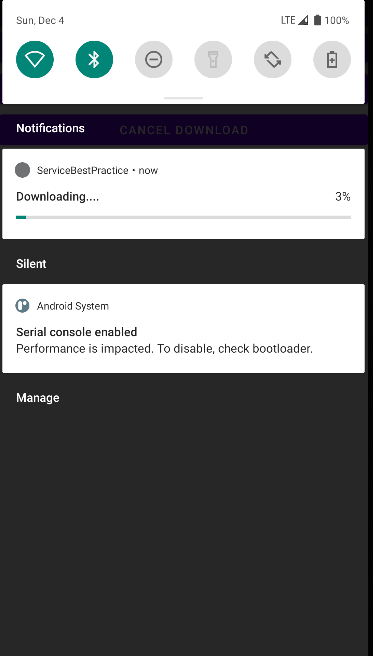 Sun, Dec 4 LTE 100%
Notifications CANCEL DOWNLOAD
ServiceBestPractice • now
Downloading.... 3%
Silent
Android System
Serial console enabled
Performance is impacted. To disable, check bootloader.
Manage